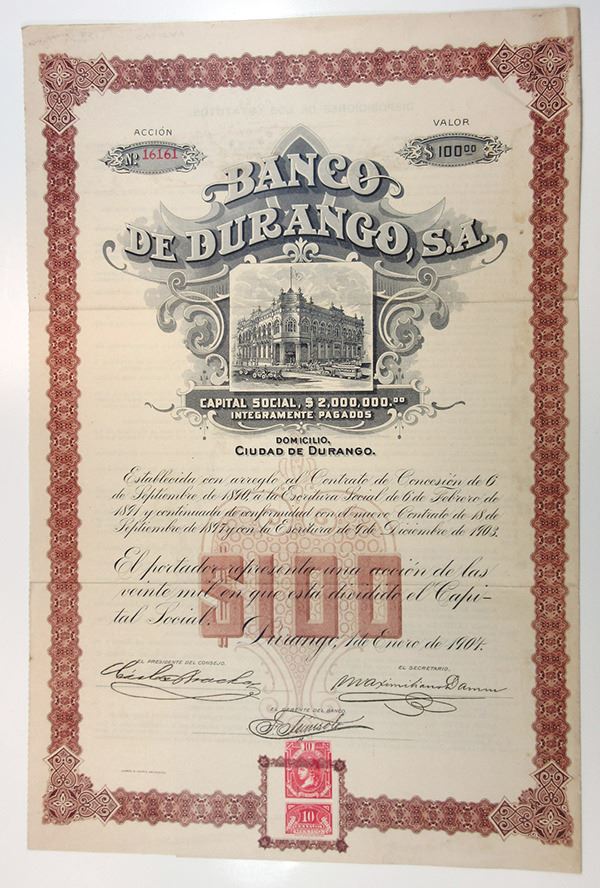 ACCIÓN
Nº 16161
VALOR
$ 100.00
BANCO
DE DURANGO, S.A.
CAPITAL SOCIAL, $ 2,000,000.00
INTEGRAMENTE PAGADOS
DOMICILIO,
CIUDAD DE DURANGO.
Establecida con arreglo al Contrato de Concesión de 6
de Septiembre de 1890, á la Escritura Social de 6 de Febrero de
1891 y continuada de conformidad con el nuevo Contrato de 18 de
Septiembre de 1897 y con la Escritura de 9 de Diciembre de 1903.
$100
El portador representa una acción de las
veinte mil en que está dividido el Capi-
tal Social.
Durango, 1º de Enero de 1904.
EL PRESIDENTE DEL CONSEJO.
EL SECRETARIO.
Maximiliano Damm
EL GERENTE DEL BANCO
10
10